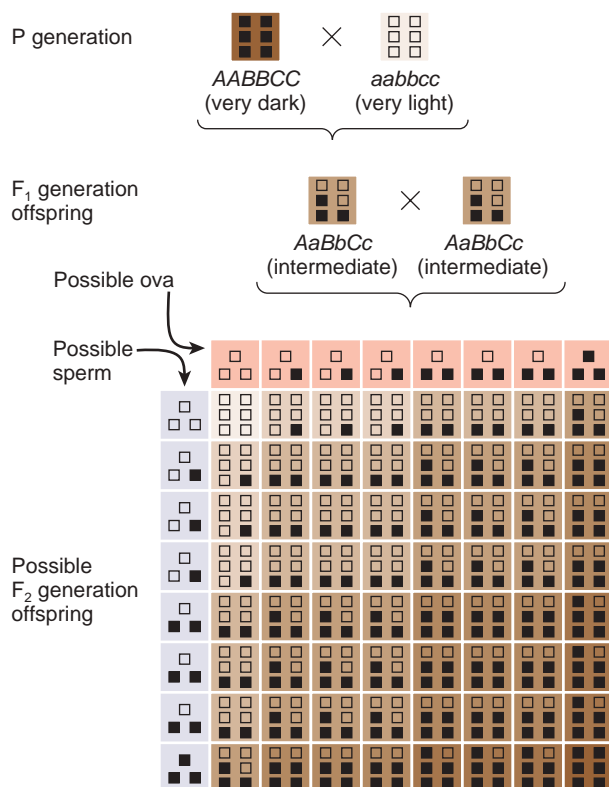 P generation
AABBCC
(very dark)
×
aabbcc
(very light)
F1 generation
offspring
AaBbCc
(intermediate)
×
AaBbCc
(intermediate)
Possible ova
Possible
sperm
Possible
F2 generation
offspring